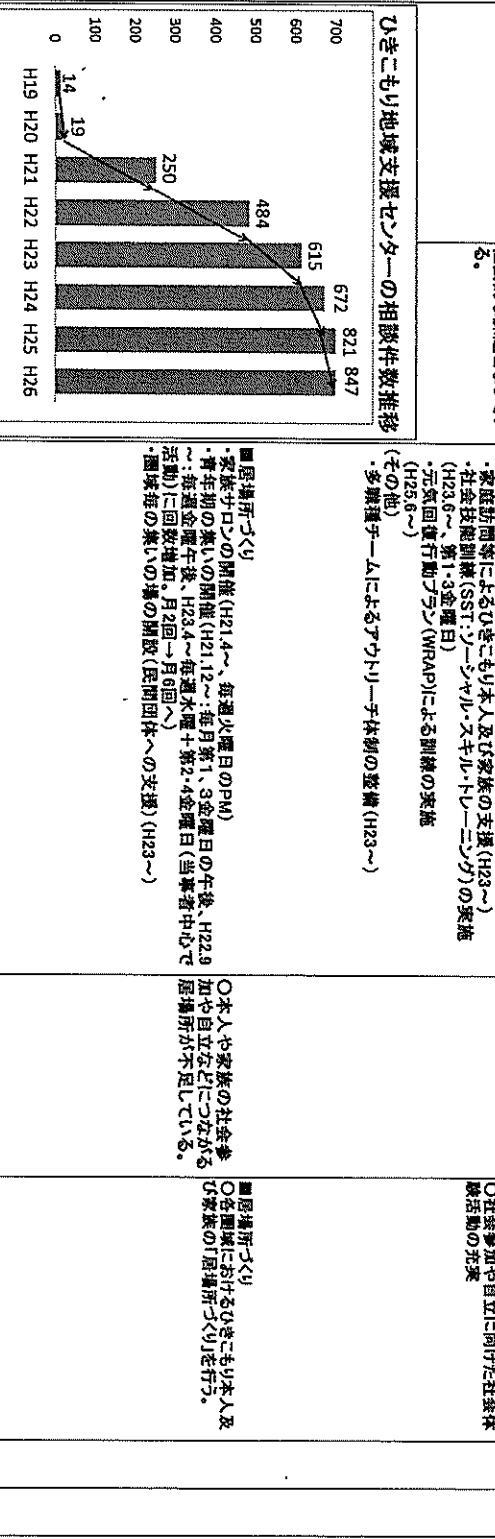 る。
ひきこもり地域支援センターの相談件数推移
700
600
500
400
300
200
100
0
14
19
250
484
615
672
821
847
H19
H20
H21
H22
H23
H24
H25
H26
・家庭訪問等によるひきこもり本人及び家族の支援(H23～)
・社会技能訓練(SST:ソーシャル・スキル・トレーニング)の実施
(H23.6～、第1・3金曜日)
・元気回復行動プラン(WRAP)による訓練の実施
(H25.6～)
(その他)
・多職種チームによるアウトリーチ体制の整備(H23～)
■居場所づくり
・家族サロンの開催(H21.4～、毎週火曜日のPM)
・青年期の集いの開催(H21.12～:毎月第1、3金曜日の午後、H22.9
～:毎週金曜午後、H23.4～毎週水曜＋第2・4金曜日(当事者中心で
活動)に回数増加。月2回→月6回へ)
・圏域毎の集いの場の開設(民間団体への支援)(H23～)
○本人や家族の社会参
加や自立などにつながる
居場所が不足している。
○社会参加や自立に向けた社会体
験活動の充実
■居場所づくり
○各圏域におけるひきこもり本人及
び家族の「居場所づくり」を行う。